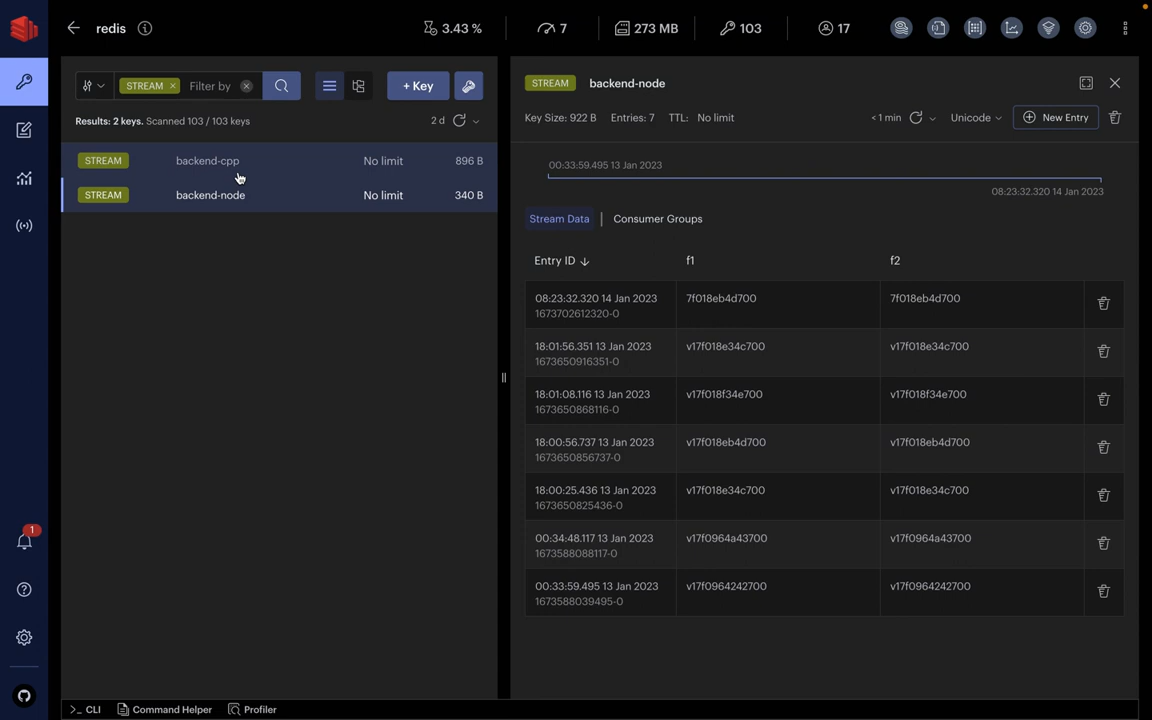 redis
3.43 %
7
273 MB
103
17
STREAM ×
Filter by
+ Key
Results: 2 keys. Scanned 103 / 103 keys
2 d
STREAM backend-cpp No limit 896 B
STREAM backend-node No limit 340 B
STREAM backend-node
Key Size: 922 B Entries: 7 TTL: No limit
< 1 min
Unicode
New Entry
00:33:59.495 13 Jan 2023
08:23:32.320 14 Jan 2023
Stream Data | Consumer Groups
Entry ID ↓ f1 f2
08:23:32.320 14 Jan 2023 7f018eb4d700 7f018eb4d700
1673702612320-0
18:01:56.351 13 Jan 2023 v17f018e34c700 v17f018e34c700
1673650916351-0
18:01:08.116 13 Jan 2023 v17f018f34e700 v17f018f34e700
1673650868116-0
18:00:56.737 13 Jan 2023 v17f018eb4d700 v17f018eb4d700
1673650856737-0
18:00:25.436 13 Jan 2023 v17f018e34c700 v17f018e34c700
1673650825436-0
00:34:48.117 13 Jan 2023 v17f0964a43700 v17f0964a43700
1673588088117-0
00:33:59.495 13 Jan 2023 v17f0964242700 v17f0964242700
1673588039495-0
1
>_ CLI Command Helper Profiler